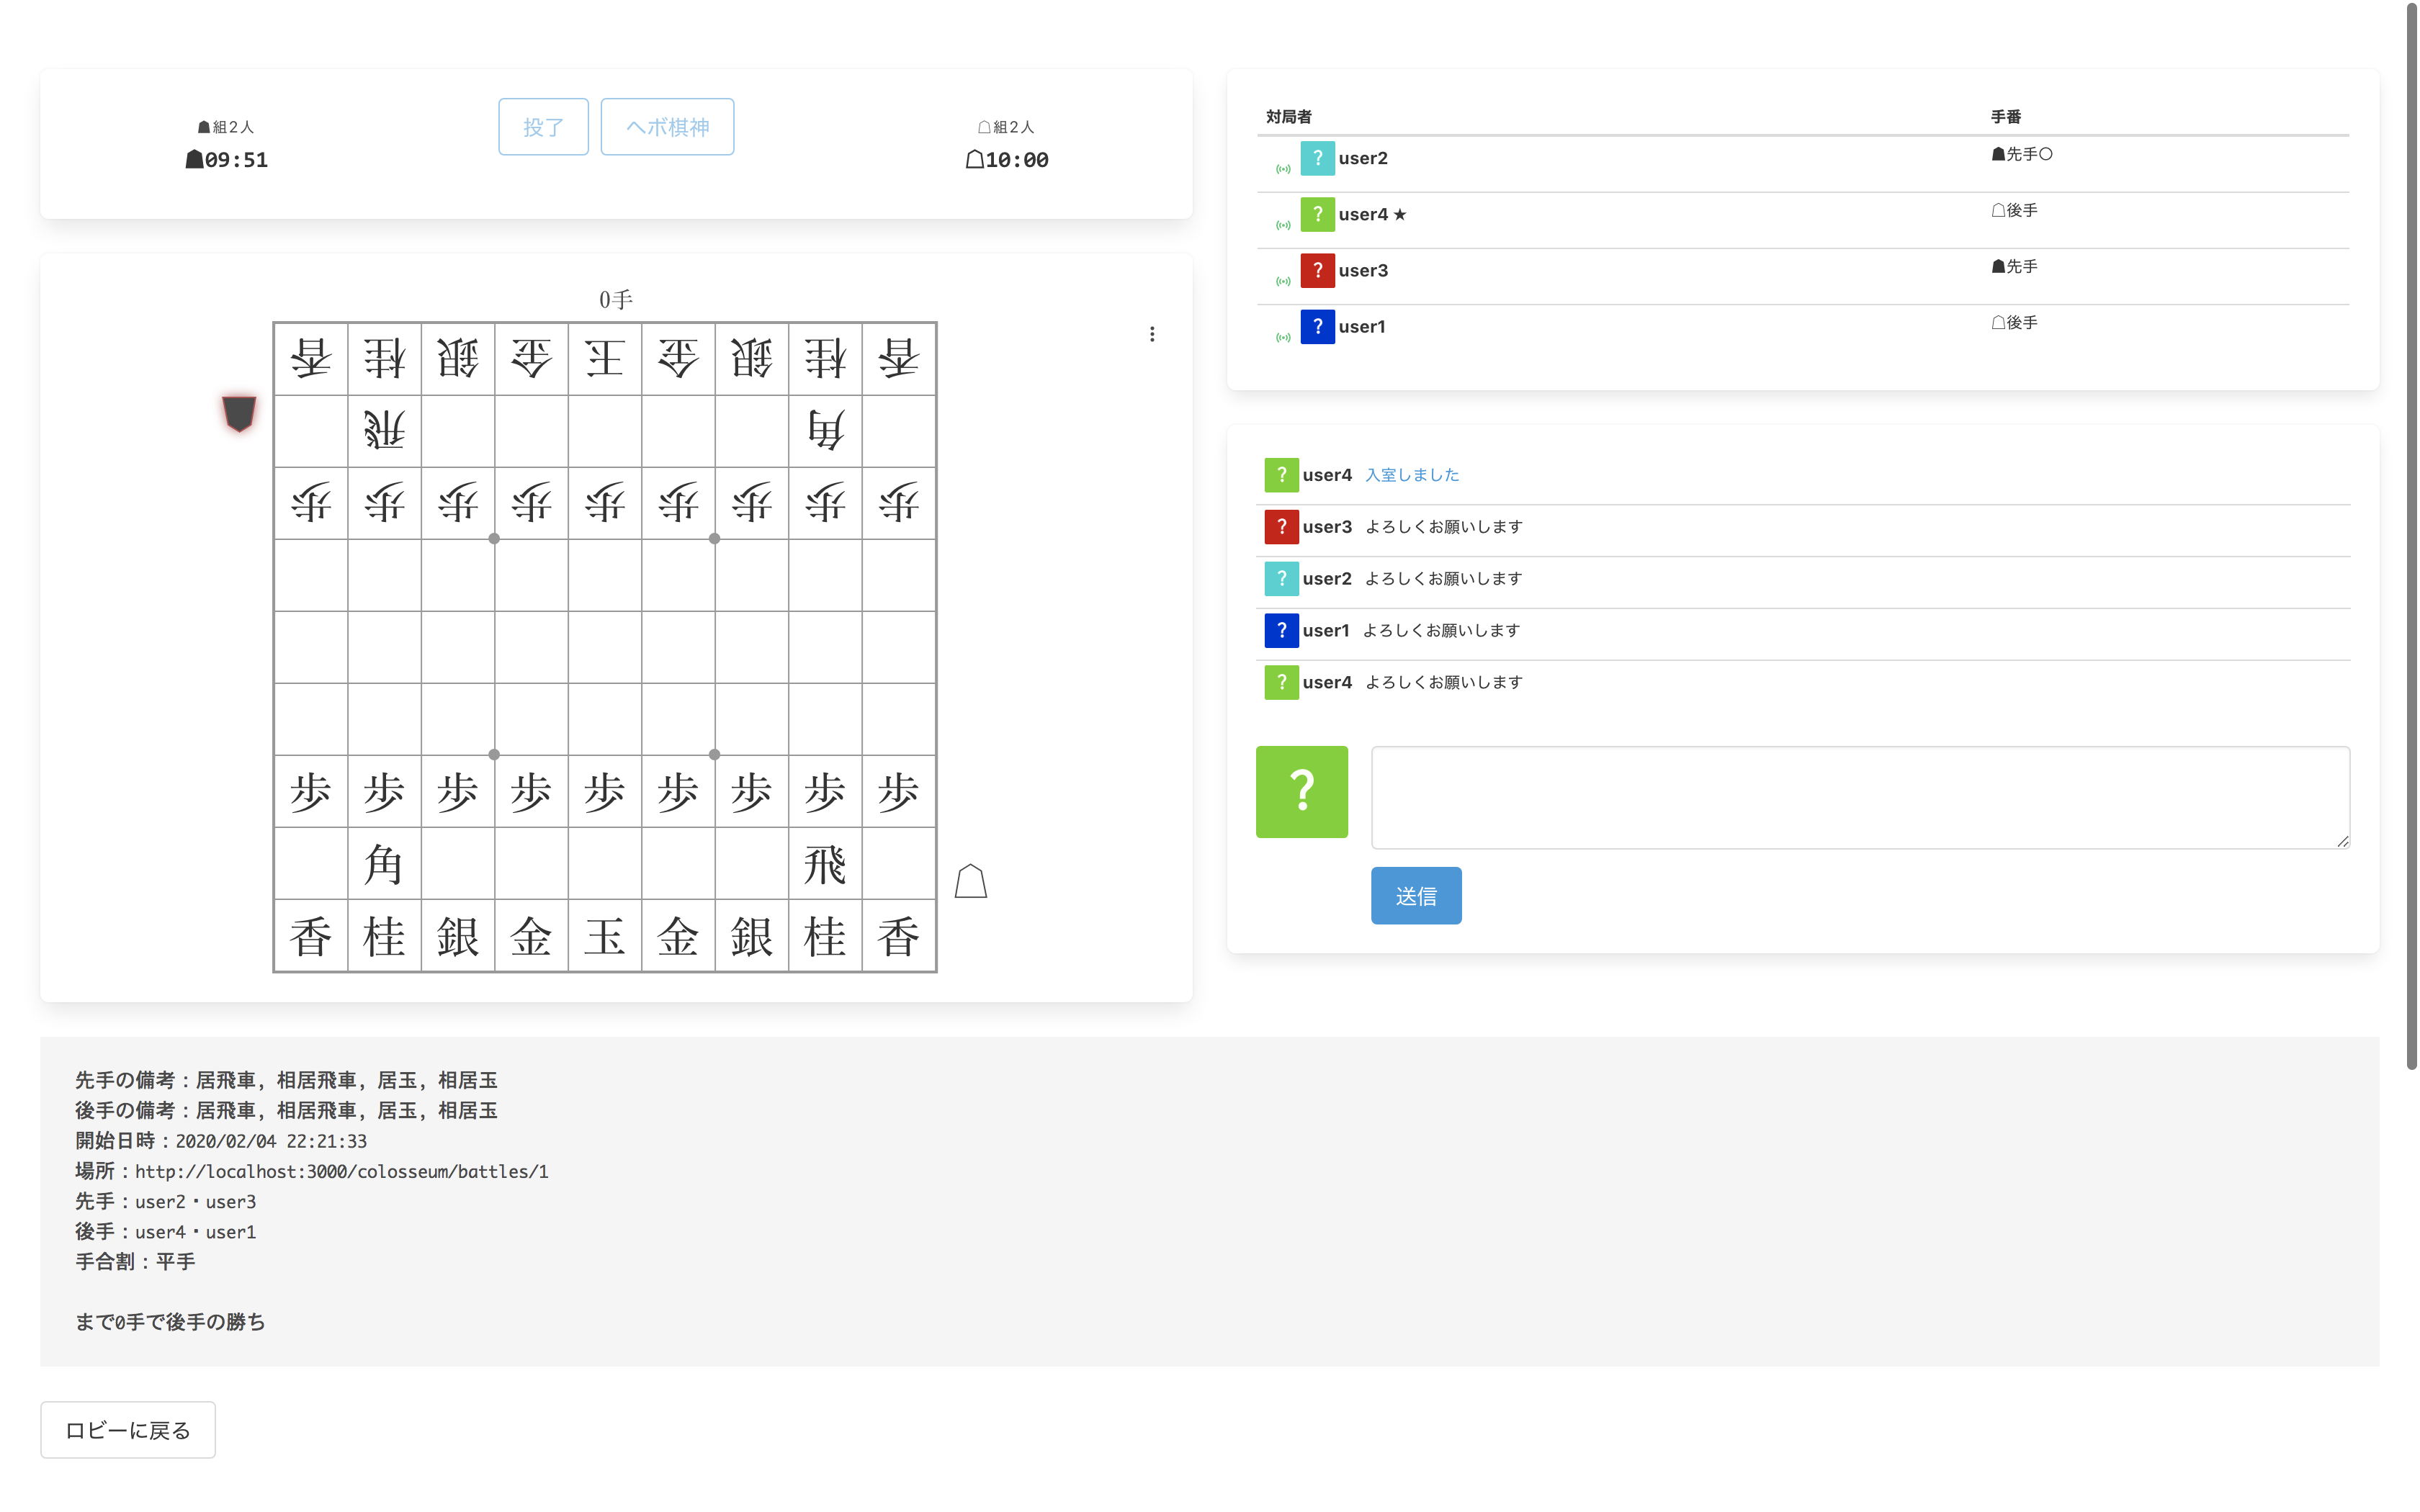 ☗組2人
☗09:51
投了
ヘボ棋神
☖組2人
☖10:00
0手
香 桂 銀 金 王 金 銀 桂 香
飛 角
歩 歩 歩 歩 歩 歩 歩 歩 歩
歩 歩 歩 歩 歩 歩 歩 歩 歩
角 飛
香 桂 銀 金 玉 金 銀 桂 香
対局者 手番
? user2 ☗先手○
? user4 ★ ☖後手
? user3 ☗先手
? user1 ☖後手
? user4 入室しました
? user3 よろしくお願いします
? user2 よろしくお願いします
? user1 よろしくお願いします
? user4 よろしくお願いします
?
送信
先手の備考:居飛車, 相居飛車, 居玉, 相居玉
後手の備考:居飛車, 相居飛車, 居玉, 相居玉
開始日時:2020/02/04 22:21:33
場所:http://localhost:3000/colosseum/battles/1
先手:user2・user3
後手:user4・user1
手合割:平手
まで0手で後手の勝ち
ロビーに戻る